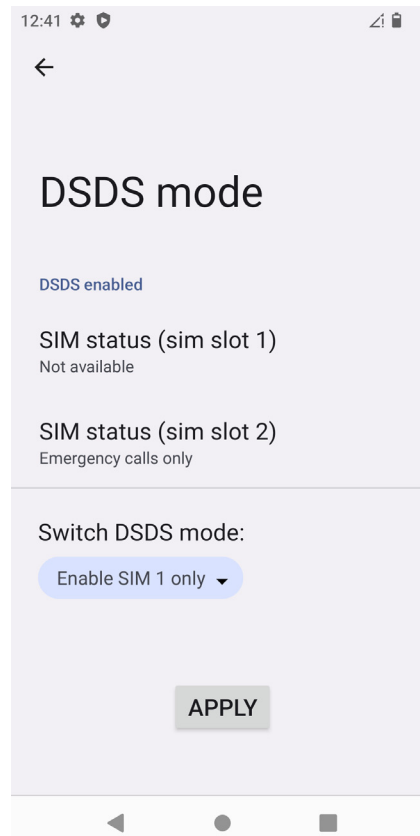 12:41
DSDS mode
DSDS enabled
SIM status (sim slot 1)
Not available
SIM status (sim slot 2)
Emergency calls only
Switch DSDS mode:
Enable SIM 1 only
APPLY